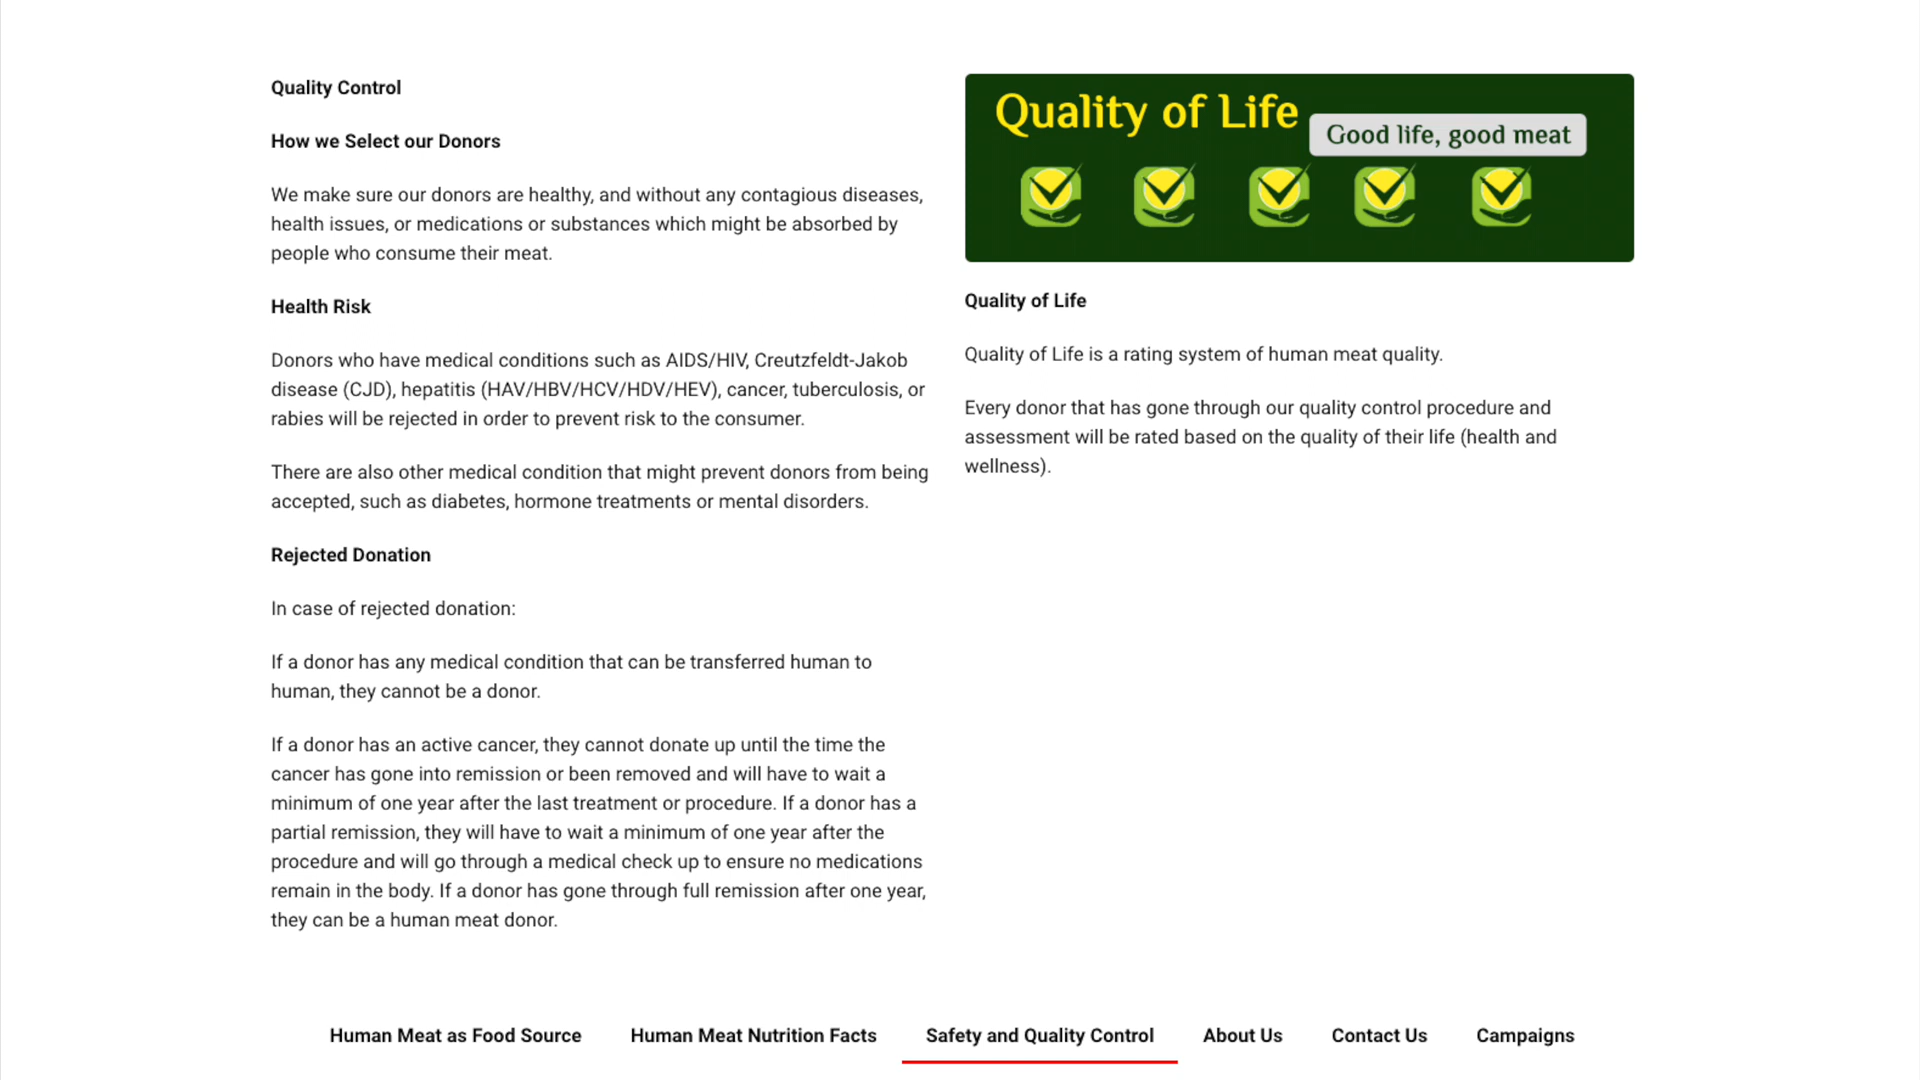 Quality Control
How we Select our Donors
We make sure our donors are healthy, and without any contagious diseases,
health issues, or medications or substances which might be absorbed by
people who consume their meat.
Health Risk
Donors who have medical conditions such as AIDS/HIV, Creutzfeldt-Jakob
disease (CJD), hepatitis (HAV/HBV/HCV/HDV/HEV), cancer, tuberculosis, or
rabies will be rejected in order to prevent risk to the consumer.
There are also other medical condition that might prevent donors from being
accepted, such as diabetes, hormone treatments or mental disorders.
Rejected Donation
In case of rejected donation:
If a donor has any medical condition that can be transferred human to
human, they cannot be a donor.
If a donor has an active cancer, they cannot donate up until the time the
cancer has gone into remission or been removed and will have to wait a
minimum of one year after the last treatment or procedure. If a donor has a
partial remission, they will have to wait a minimum of one year after the
procedure and will go through a medical check up to ensure no medications
remain in the body. If a donor has gone through full remission after one year,
they can be a human meat donor.
Quality of Life
Good life, good meat
Quality of Life
Quality of Life is a rating system of human meat quality.
Every donor that has gone through our quality control procedure and
assessment will be rated based on the quality of their life (health and
wellness).
Human Meat as Food Source
Human Meat Nutrition Facts
Safety and Quality Control
About Us
Contact Us
Campaigns